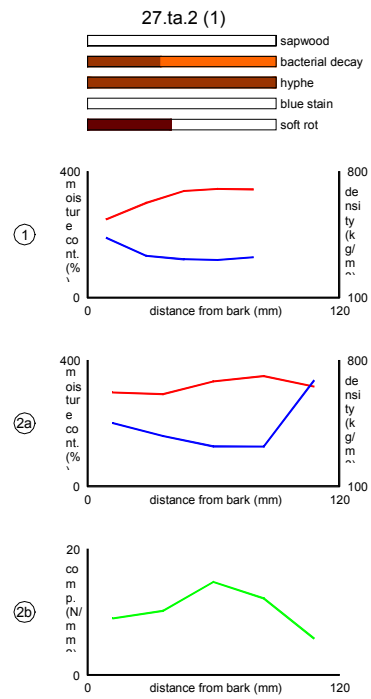 27.ta.2 (1)
sapwood
bacterial decay
hyphe
blue stain
soft rot
1
400
m
ois
tur
e
co
nt.
(%
0
0
distance from bark (mm)
120
800
de
nsi
ty
(k
g/
m
100
2a
400
m
ois
tur
e
co
nt.
(%
0
0
distance from bark (mm)
120
800
de
nsi
ty
(k
g/
m
100
2b
20
co
m
p.
(N/
m
m
0
0
distance from bark (mm)
120